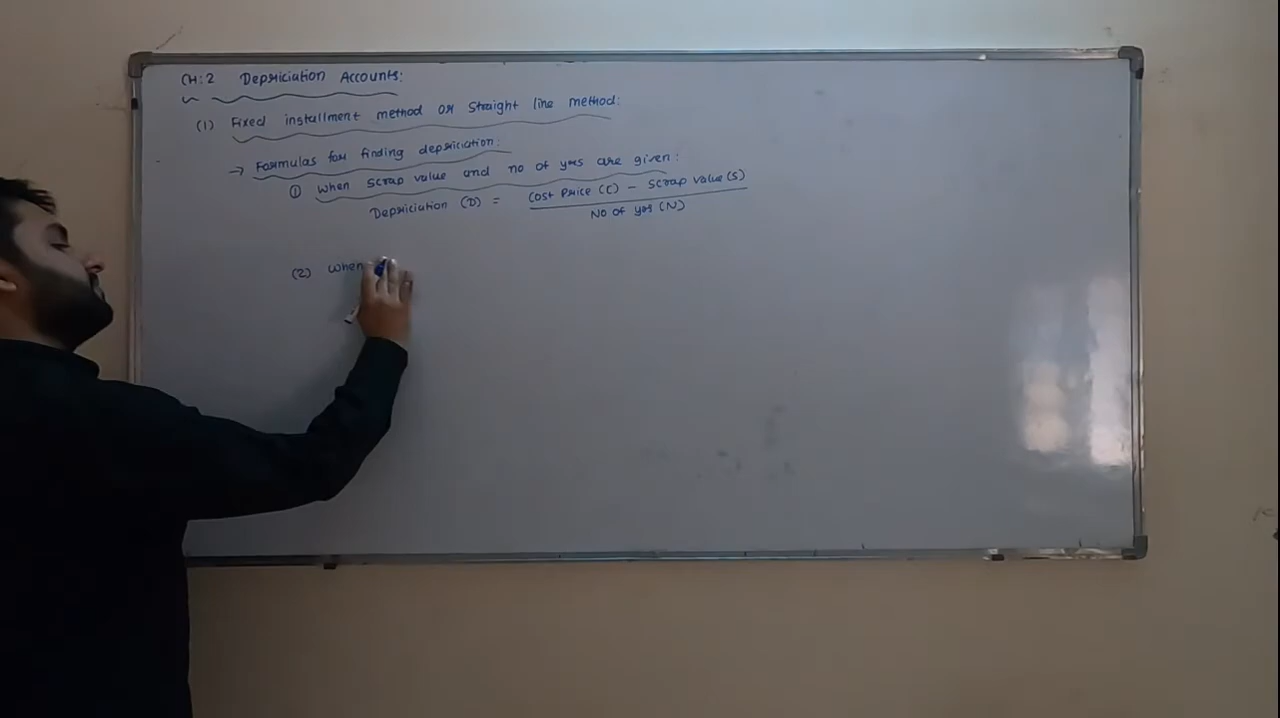 CH:2 Depriciation Accounts:
(1) Fixed installment method or Straight line method:
→ Formulas for finding depriciation:
① When scrap value and no of yrs are given:
Depriciation (D) = Cost Price (C) - Scrap value (S)
No of yrs (N)
(2) When